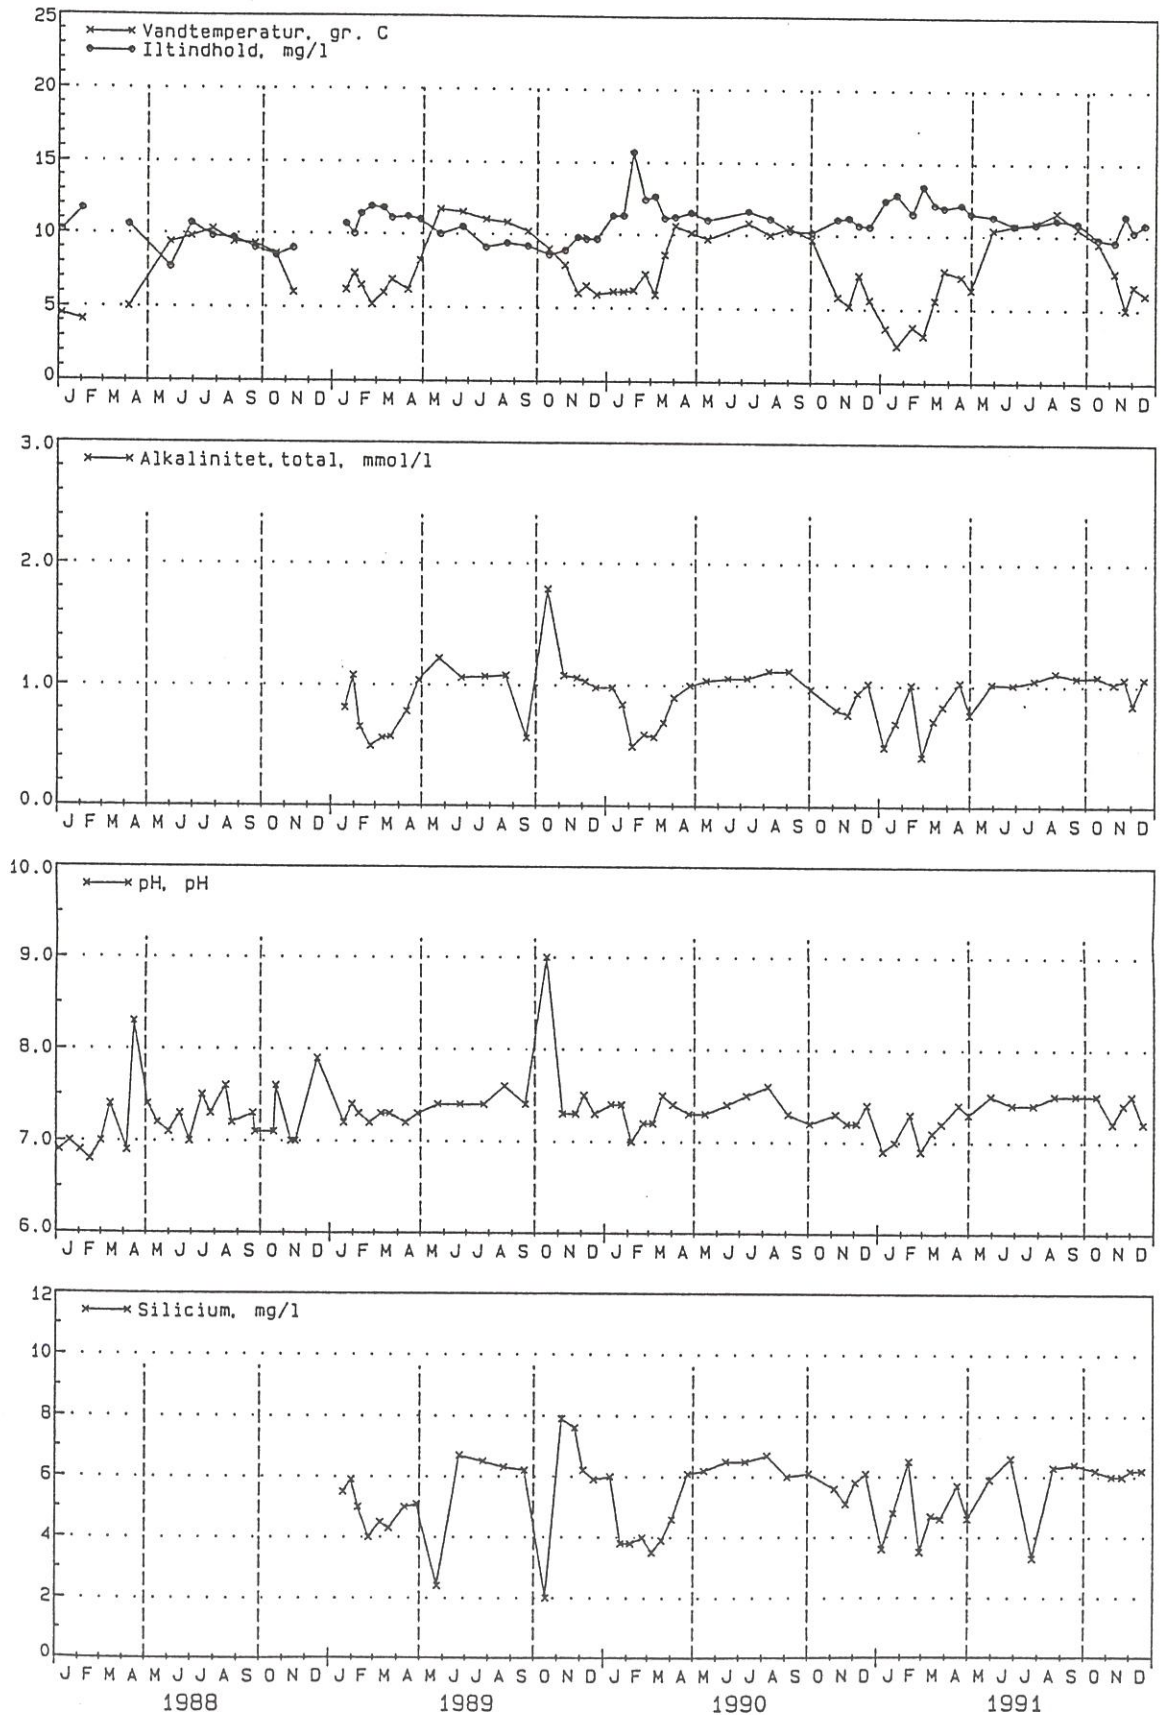 25
×—× Vandtemperatur, gr. C
o—o Iltindhold, mg/l
20
15
10
5
0
J F M A M J J A S O N D J F M A M J J A S O N D J F M A M J J A S O N D J F M A M J J A S O N D
3.0
×—× Alkalinitet,total, mmol/l
2.0
1.0
0.0
J F M A M J J A S O N D J F M A M J J A S O N D J F M A M J J A S O N D J F M A M J J A S O N D
10.0
×—× pH, pH
9.0
8.0
7.0
6.0
J F M A M J J A S O N D J F M A M J J A S O N D J F M A M J J A S O N D J F M A M J J A S O N D
12
×—× Silicium, mg/l
10
8
6
4
2
0
J F M A M J J A S O N D J F M A M J J A S O N D J F M A M J J A S O N D J F M A M J J A S O N D
1988 1989 1990 1991